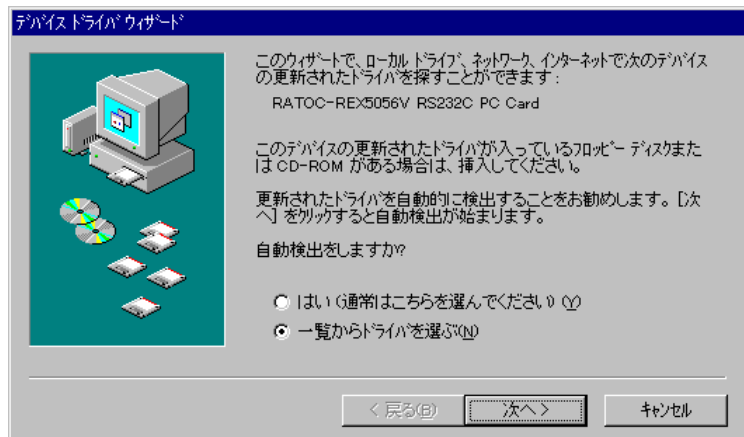 ﾃﾞﾊﾞｲｽ ﾄﾞﾗｲﾊﾞ ｳｨｻﾞｰﾄﾞ
このｳｨｻﾞｰﾄﾞで、ﾛｰｶﾙ ﾄﾞﾗｲﾌﾞ、ﾈｯﾄﾜｰｸ、ｲﾝﾀｰﾈｯﾄで次のﾃﾞﾊﾞｲｽ
の更新されたﾄﾞﾗｲﾊﾞを探すことができます:
RATOC-REX5056V RS232C PC Card
このﾃﾞﾊﾞｲｽの更新されたﾄﾞﾗｲﾊﾞが入っているﾌﾛｯﾋﾟｰ ﾃﾞｨｽｸまた
は CD-ROM がある場合は、挿入してください。
更新されたﾄﾞﾗｲﾊﾞを自動的に検出することをお勧めします。[次
へ] をｸﾘｯｸすると自動検出が始まります。
自動検出をしますか?
はい (通常はこちらを選んでください) (Y)
一覧からﾄﾞﾗｲﾊﾞを選ぶ(N)
< 戻る(B) 次へ > ｷｬﾝｾﾙ